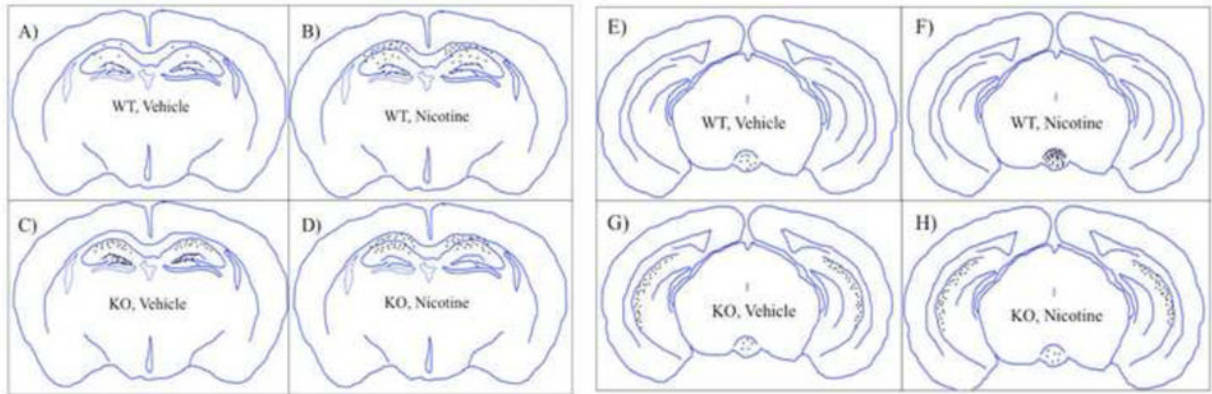 A)
WT, Vehicle
B)
WT, Nicotine
C)
KO, Vehicle
D)
KO, Nicotine
E)
WT, Vehicle
F)
WT, Nicotine
G)
KO, Vehicle
H)
KO, Nicotine